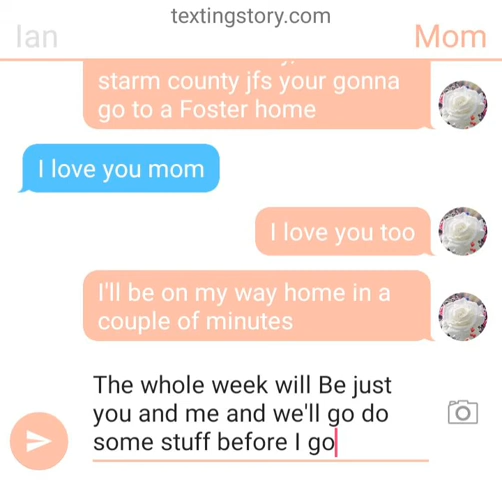 textingstory.com
Ian
Mom
starm county jfs your gonna
go to a Foster home
I love you mom
I love you too
I'll be on my way home in a
couple of minutes
The whole week will Be just
you and me and we'll go do
some stuff before I go